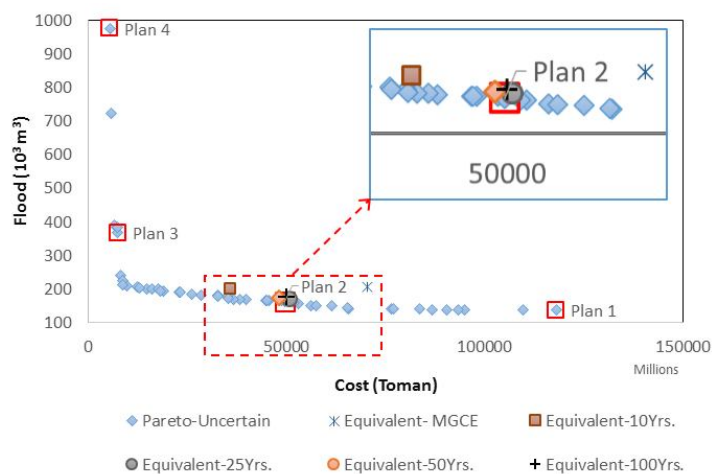 1000
900
800
700
600
500
400
300
200
100
Flood (10³ m³)
Plan 4
Plan 3
Plan 2
Plan 1
Plan 2
50000
0
50000
100000
150000
Millions
Cost (Toman)
Pareto-Uncertain
Equivalent- MGCE
Equivalent-10Yrs.
Equivalent-25Yrs.
Equivalent-50Yrs.
Equivalent-100Yrs.